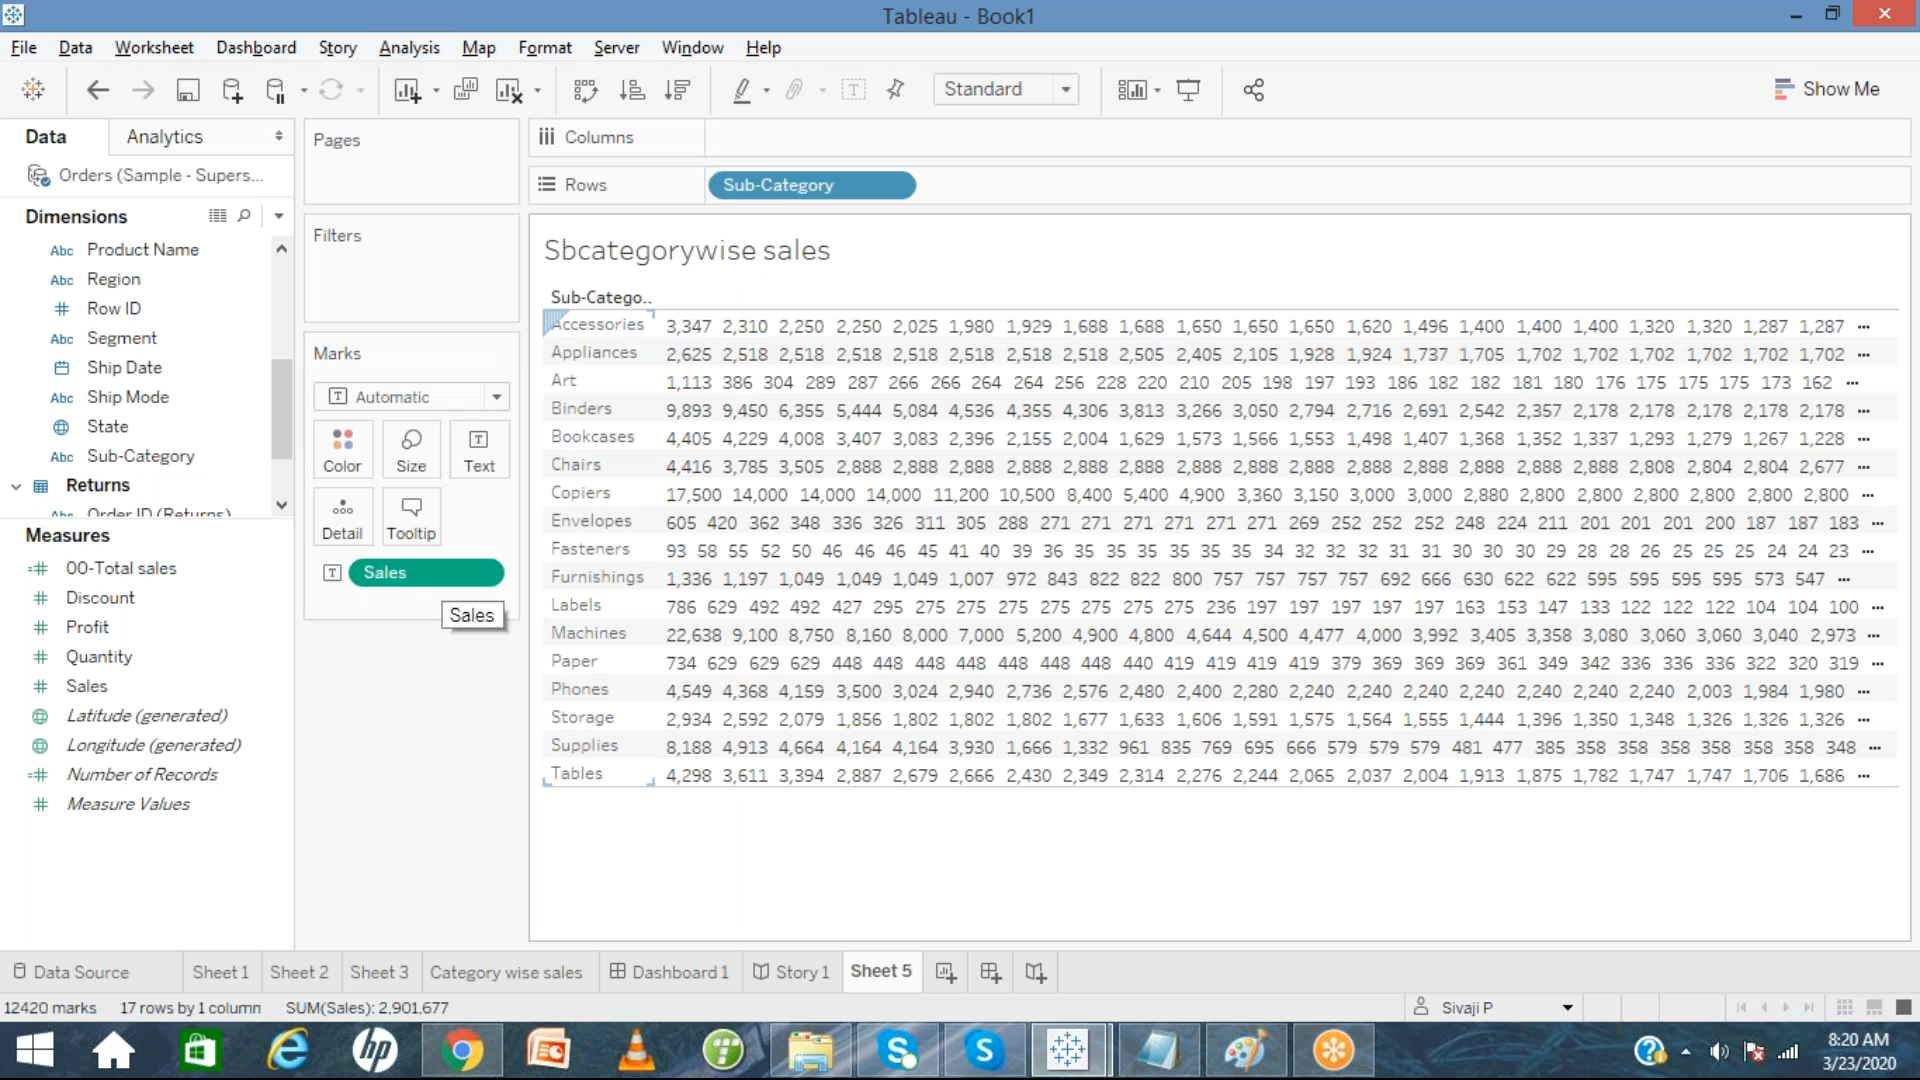 Tableau - Book1
File Data Worksheet Dashboard Story Analysis Map Format Server Window Help
Standard
Show Me
Data Analytics
Orders (Sample - Supers...
Dimensions
Abc Product Name
Abc Region
# Row ID
Abc Segment
Ship Date
Abc Ship Mode
State
Abc Sub-Category
Returns
Abc Order ID (Returns)
Measures
=# 00-Total sales
# Discount
# Profit
# Quantity
# Sales
Latitude (generated)
Longitude (generated)
=# Number of Records
# Measure Values
Pages
Filters
Marks
T Automatic
Color Size Text
Detail Tooltip
T Sales
Sales
Columns
Rows Sub-Category
Sbcategorywise sales
Sub-Catego..
Accessories 3,347 2,310 2,250 2,250 2,025 1,980 1,929 1,688 1,688 1,650 1,650 1,650 1,620 1,496 1,400 1,400 1,400 1,320 1,320 1,287 1,287 ...
Appliances 2,625 2,518 2,518 2,518 2,518 2,518 2,518 2,518 2,505 2,405 2,105 1,928 1,924 1,737 1,705 1,702 1,702 1,702 1,702 1,702 1,702 ...
Art 1,113 386 304 289 287 266 266 264 264 256 228 220 210 205 198 197 193 186 182 182 181 180 176 175 175 175 173 162 ...
Binders 9,893 9,450 6,355 5,444 5,084 4,536 4,355 4,306 3,813 3,266 3,050 2,794 2,716 2,691 2,542 2,357 2,178 2,178 2,178 2,178 2,178 ...
Bookcases 4,405 4,229 4,008 3,407 3,083 2,396 2,155 2,004 1,629 1,573 1,566 1,553 1,498 1,407 1,368 1,352 1,337 1,293 1,279 1,267 1,228 ...
Chairs 4,416 3,785 3,505 2,888 2,888 2,888 2,888 2,888 2,888 2,888 2,888 2,888 2,888 2,888 2,888 2,888 2,888 2,808 2,804 2,804 2,677 ...
Copiers 17,500 14,000 14,000 14,000 11,200 10,500 8,400 5,400 4,900 3,360 3,150 3,000 3,000 2,880 2,800 2,800 2,800 2,800 2,800 2,800 ...
Envelopes 605 420 362 348 336 326 311 305 288 271 271 271 271 271 271 269 252 252 252 248 224 211 201 201 201 200 187 187 183 ...
Fasteners 93 58 55 52 50 46 46 46 45 41 40 39 36 35 35 35 35 35 35 34 32 32 32 31 31 30 30 30 29 28 28 26 25 25 25 24 24 23 ...
Furnishings 1,336 1,197 1,049 1,049 1,049 1,007 972 843 822 822 800 757 757 757 757 692 666 630 622 622 595 595 595 595 573 547 ...
Labels 786 629 492 492 427 295 275 275 275 275 275 275 275 236 197 197 197 197 197 163 153 147 133 122 122 122 104 104 100 ...
Machines 22,638 9,100 8,750 8,160 8,000 7,000 5,200 4,900 4,800 4,644 4,500 4,477 4,000 3,992 3,405 3,358 3,080 3,060 3,060 3,040 2,973 ...
Paper 734 629 629 629 448 448 448 448 448 448 448 440 419 419 419 419 379 369 369 369 361 349 342 336 336 336 322 320 319 ...
Phones 4,549 4,368 4,159 3,500 3,024 2,940 2,736 2,576 2,480 2,400 2,280 2,240 2,240 2,240 2,240 2,240 2,240 2,240 2,003 1,984 1,980 ...
Storage 2,934 2,592 2,079 1,856 1,802 1,802 1,802 1,677 1,633 1,606 1,591 1,575 1,564 1,555 1,444 1,396 1,350 1,348 1,326 1,326 1,326 ...
Supplies 8,188 4,913 4,664 4,164 4,164 3,930 1,666 1,332 961 835 769 695 666 579 579 579 481 477 385 358 358 358 358 358 358 348 ...
Tables 4,298 3,611 3,394 2,887 2,679 2,666 2,430 2,349 2,314 2,276 2,244 2,065 2,037 2,004 1,913 1,875 1,782 1,747 1,747 1,706 1,686 ...
Data Source Sheet 1 Sheet 2 Sheet 3 Category wise sales Dashboard 1 Story 1 Sheet 5
12420 marks 17 rows by 1 column SUM(Sales): 2,901,677
Sivaji P
8:20 AM
3/23/2020